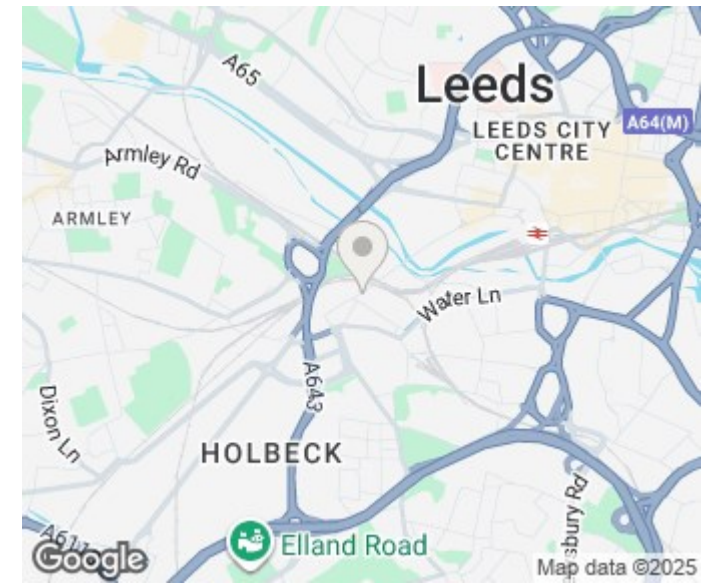 A65
Leeds
A64(M)
LEEDS CITY
CENTRE
Armley Rd
ARMLEY
Water Ln
A643
Dixon Ln
HOLBECK
Elland Road
Google
Map data ©2025